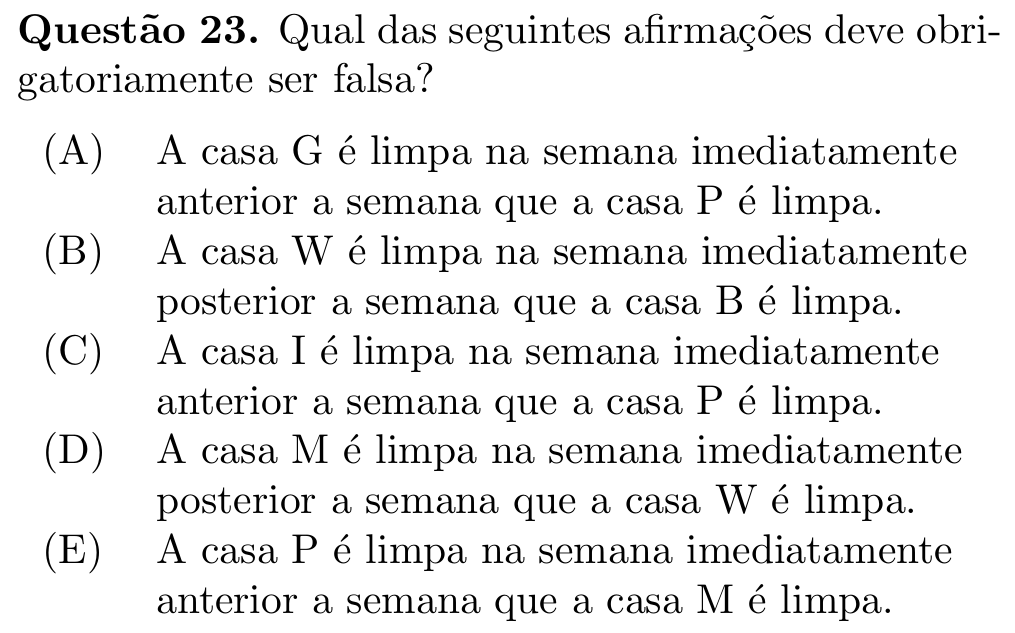 Questão 23. Qual das seguintes afirmações deve obri-
gatoriamente ser falsa?
(A) A casa G é limpa na semana imediatamente
anterior a semana que a casa P é limpa.
(B) A casa W é limpa na semana imediatamente
posterior a semana que a casa B é limpa.
(C) A casa I é limpa na semana imediatamente
anterior a semana que a casa P é limpa.
(D) A casa M é limpa na semana imediatamente
posterior a semana que a casa W é limpa.
(E) A casa P é limpa na semana imediatamente
anterior a semana que a casa M é limpa.